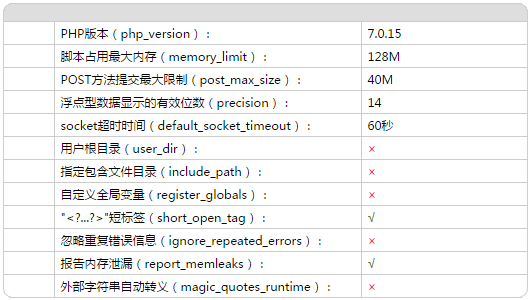 PHP版本（php_version）： 7.0.15
脚本占用最大内存（memory_limit）： 128M
POST方法提交最大限制（post_max_size）： 40M
浮点型数据显示的有效位数（precision）： 14
socket超时时间（default_socket_timeout）： 60秒
用户根目录（user_dir）： ×
指定包含文件目录（include_path）： ×
自定义全局变量（register_globals）： ×
"<?...?>"短标签（short_open_tag）： √
忽略重复错误信息（ignore_repeated_errors）： ×
报告内存泄漏（report_memleaks）： √
外部字符串自动转义（magic_quotes_runtime）： ×